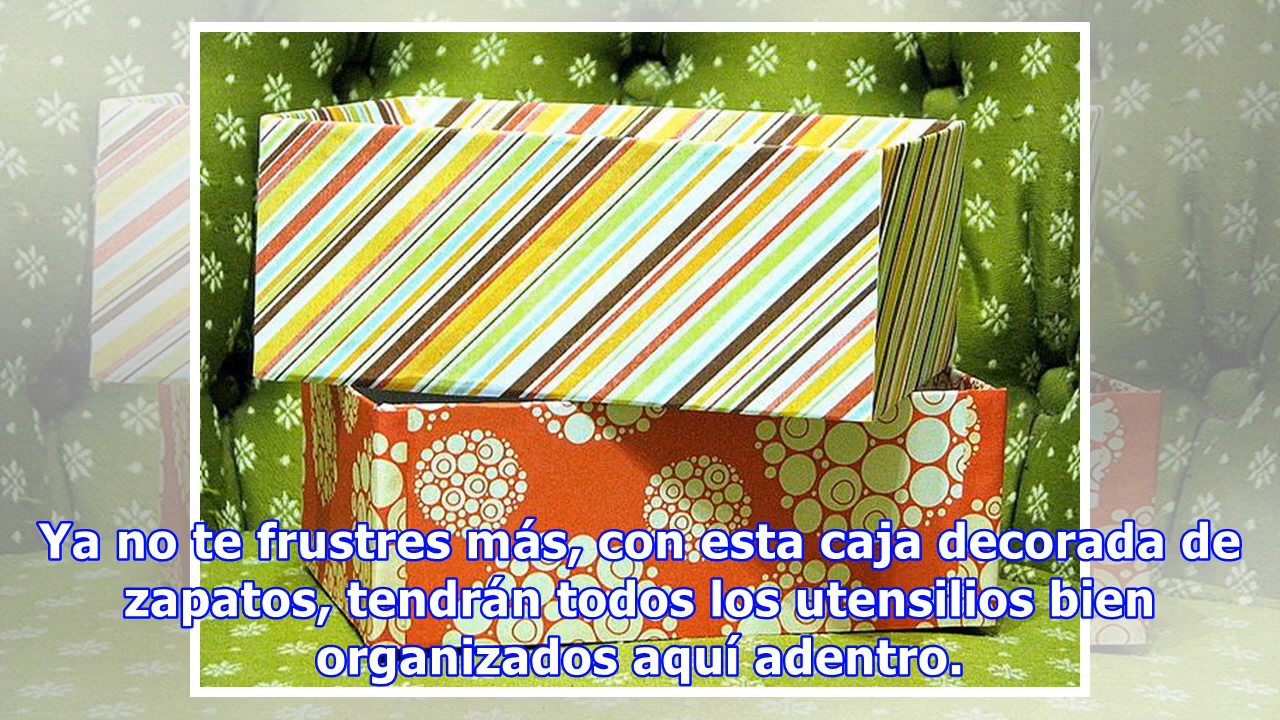 Ya no te frustres más, con esta caja decorada de
zapatos, tendrán todos los utensilios bien
organizados aquí adentro.